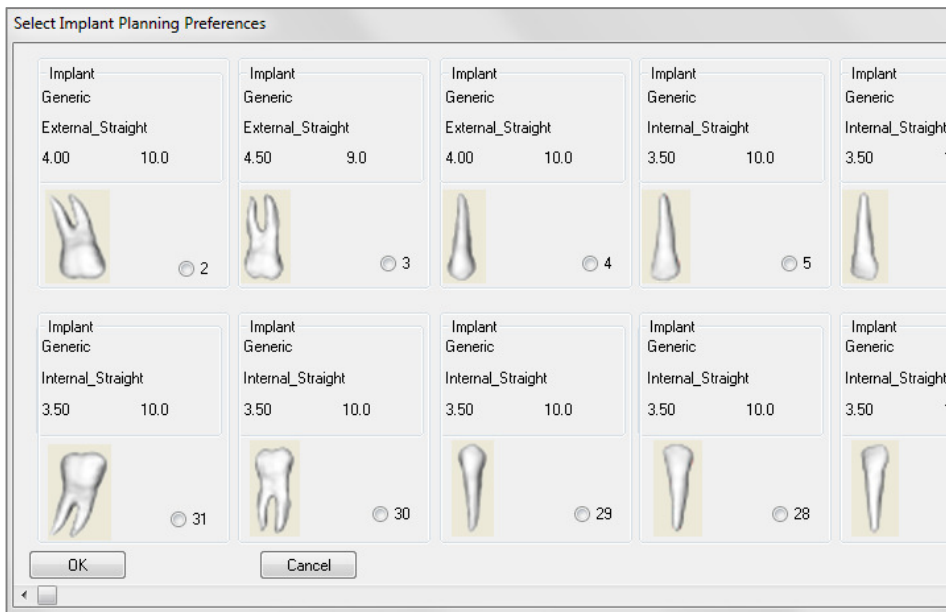 Select Implant Planning Preferences
Implant Implant Implant Implant Implant
Generic Generic Generic Generic Generic
External_Straight External_Straight External_Straight Internal_Straight Internal_Straight
4.00 10.0 4.50 9.0 4.00 10.0 3.50 10.0 3.50
2 3 4 5
Implant Implant Implant Implant Implant
Generic Generic Generic Generic Generic
Internal_Straight Internal_Straight Internal_Straight Internal_Straight Internal_Straight
3.50 10.0 3.50 10.0 3.50 10.0 3.50 10.0 3.50
31 30 29 28
OK Cancel